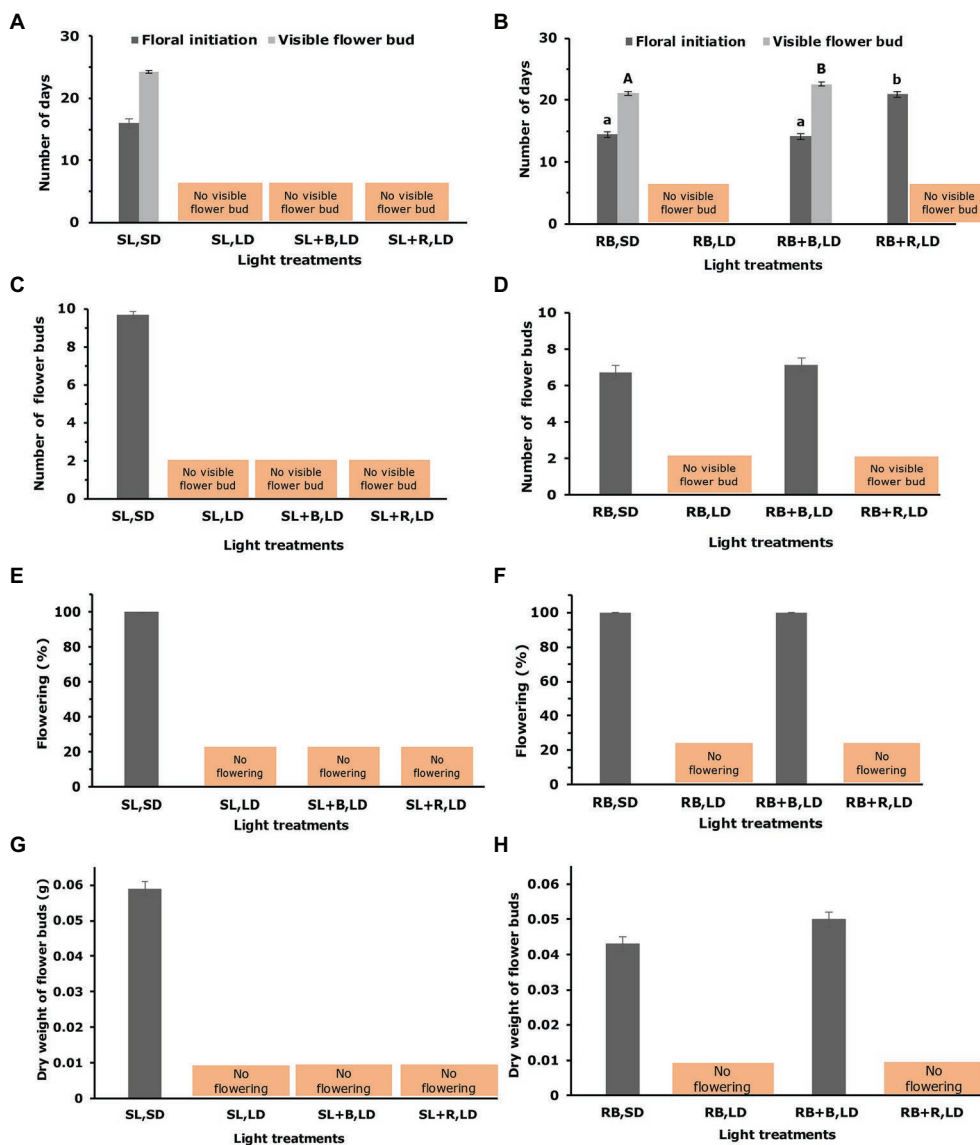 A
Floral initiation Visible flower bud
Number of days
30
20
10
0
No visible
flower bud
No visible
flower bud
No visible
flower bud
SL,SD SL,LD SL+B,LD SL+R,LD
Light treatments
B
Floral initiation Visible flower bud
Number of days
30
20
10
0
a A
a B
b
No visible
flower bud
No visible
flower bud
RB,SD RB,LD RB+B,LD RB+R,LD
Light treatments
C
Number of flower buds
10
8
6
4
2
0
No visible
flower bud
No visible
flower bud
No visible
flower bud
SL,SD SL,LD SL+B,LD SL+R,LD
Light treatments
D
Number of flower buds
10
8
6
4
2
0
No visible
flower bud
No visible
flower bud
RB,SD RB,LD RB+B,LD RB+R,LD
Light treatments
E
Flowering (%)
100
80
60
40
20
0
No
flowering
No
flowering
No
flowering
SL,SD SL,LD SL+B,LD SL+R,LD
Light treatments
F
Flowering (%)
100
80
60
40
20
0
No
flowering
No
flowering
RB,SD RB,LD RB+B,LD RB+R,LD
Light treatments
G
Dry weight of flower buds (g)
0.06
0.05
0.04
0.03
0.02
0.01
0
No
flowering
No
flowering
No
flowering
SL,SD SL,LD SL+B,LD SL+R,LD
Light treatments
H
Dry weight of flower buds
0.06
0.05
0.04
0.03
0.02
0.01
0
No
flowering
No
flowering
RB,SD RB,LD RB+B,LD RB+R,LD
Light treatments